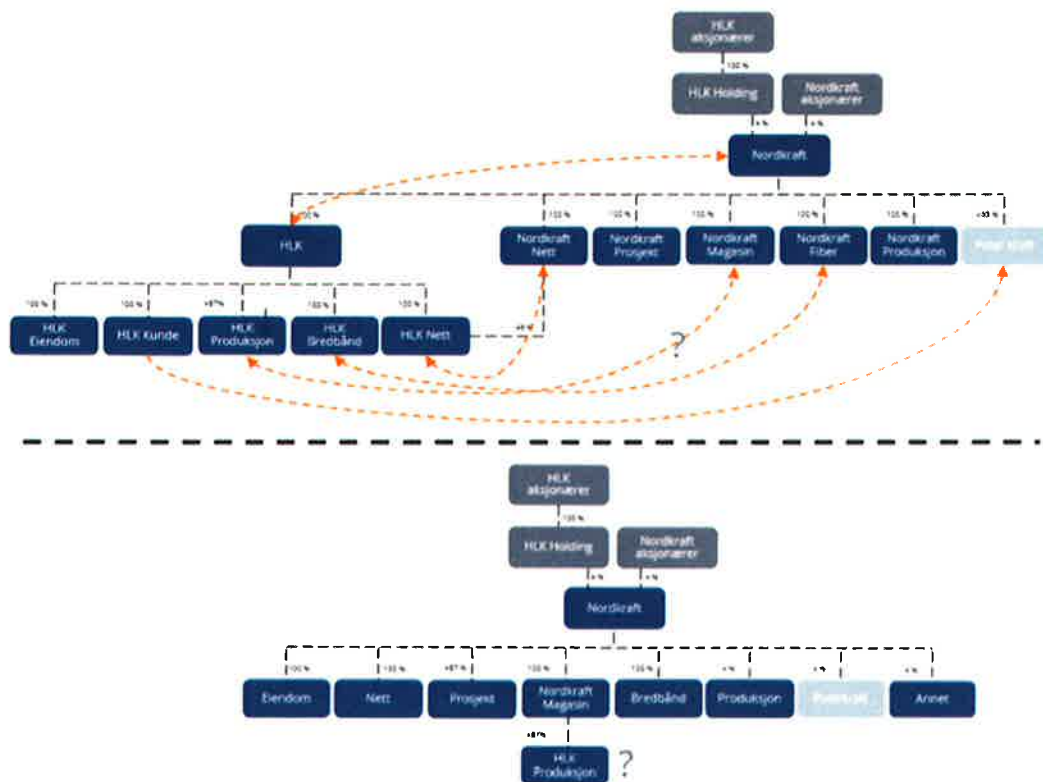 HLK
aksjonærer
100 %
HLK Holding
Nordkraft
aksjonærer
Nordkraft
100 %
100 %
100 %
100 %
100 %
HLK
Nordkraft
Nett
Nordkraft
Prosjekt
Nordkraft
Magasin
Nordkraft
Fiber
Nordkraft
Produksjon
100 %
100 %
100 %
100 %
HLK
Eiendom
HLK Kunde
HLK
Produksjon
HLK
Bredbånd
HLK Nett
?
HLK
aksjonærer
100 %
HLK Holding
Nordkraft
aksjonærer
Nordkraft
100 %
100 %
100 %
100 %
Eiendom
Nett
Prosjekt
Nordkraft
Magasin
Bredbånd
Produksjon
Annet
HLK
Produksjon
?